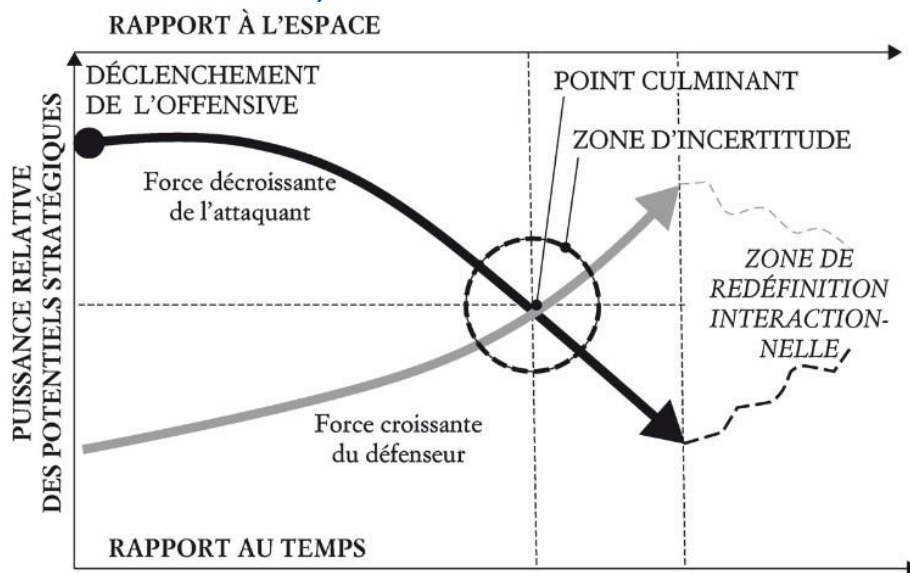 RAPPORT À L'ESPACE
DÉCLENCHEMENT
DE L'OFFENSIVE
POINT CULMINANT
ZONE D'INCERTITUDE
Force décroissante
de l'attaquant
PUISSANCE RELATIVE
DES POTENTIELS STRATÉGIQUES
ZONE DE
REDÉFINITION
INTERACTION-
NELLE
Force croissante
du défenseur
RAPPORT AU TEMPS